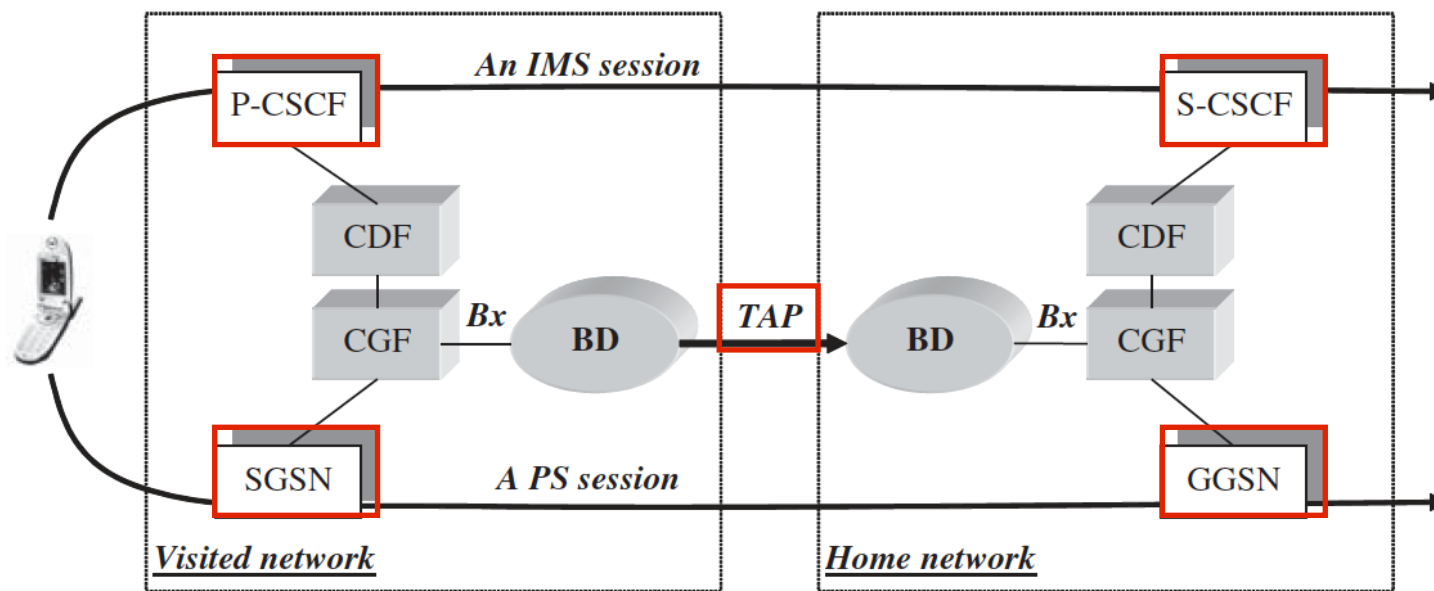 An IMS session
P-CSCF
S-CSCF
CDF
CDF
Bx
BD
TAP
BD
Bx
CGF
CGF
SGSN
A PS session
GGSN
Visited network
Home network